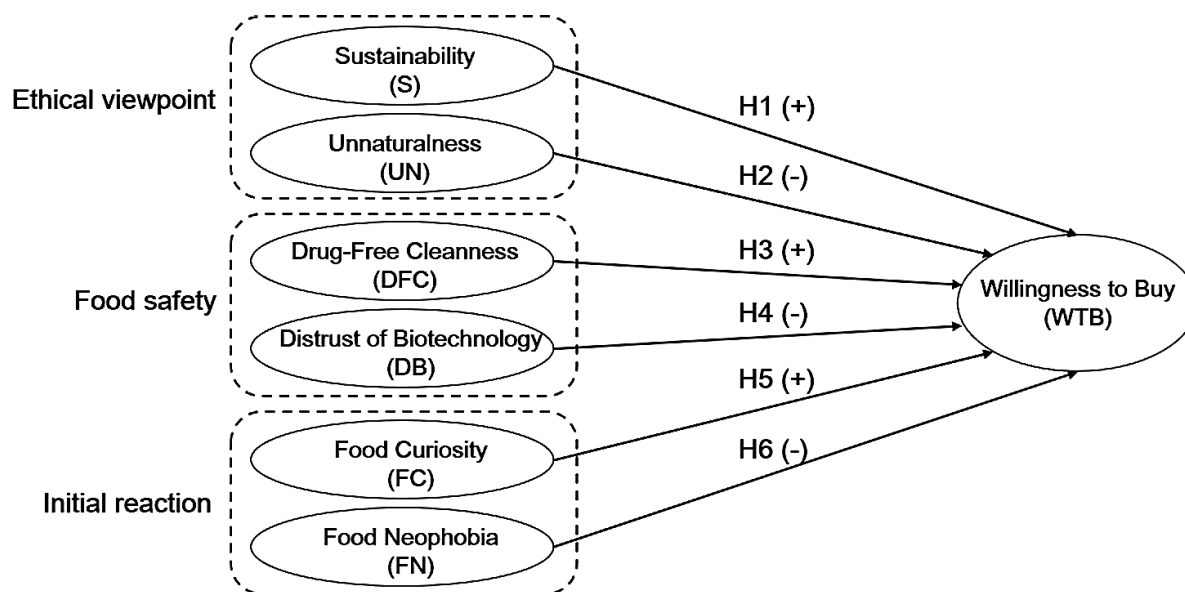 Ethical viewpoint
Sustainability
(S)
Unnaturalness
(UN)
H1 (+)
H2 (-)
Food safety
Drug-Free Cleanness
(DFC)
Distrust of Biotechnology
(DB)
H3 (+)
H4 (-)
Initial reaction
Food Curiosity
(FC)
Food Neophobia
(FN)
H5 (+)
H6 (-)
Willingness to Buy
(WTB)